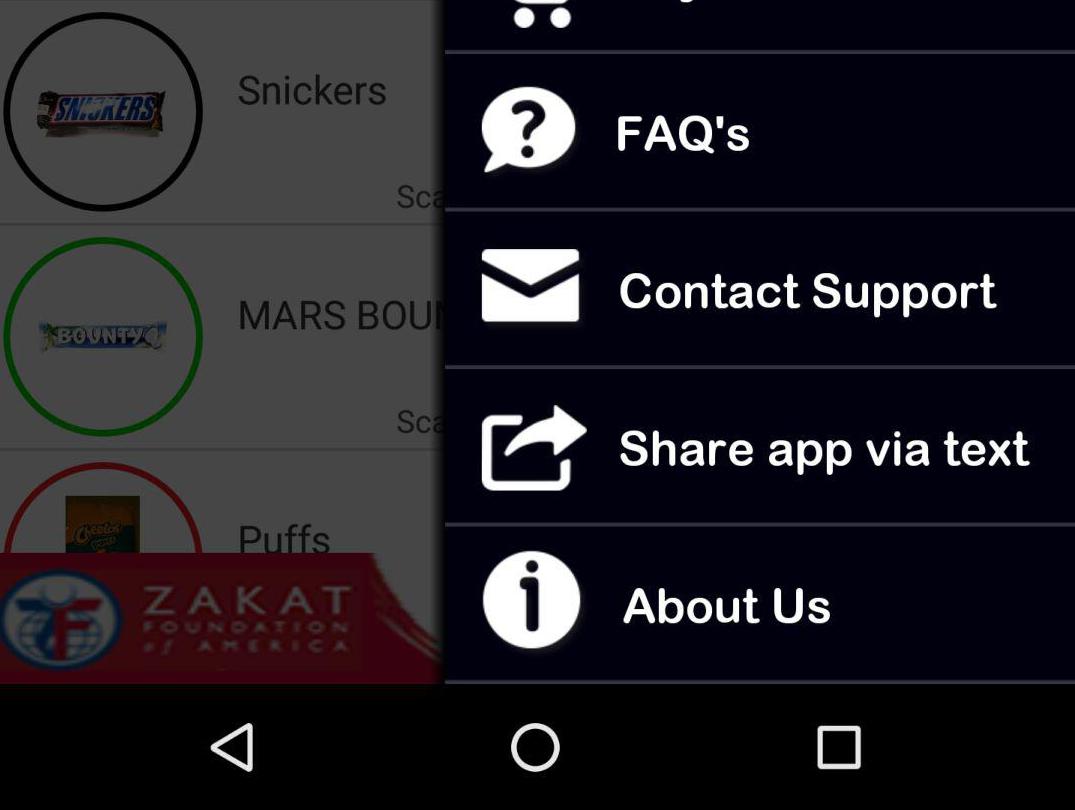 Snickers
SNICKERS
Sca
MARS BOUN
BOUNTY
Sca
Puffs
Cheetos
ZAKAT
FOUNDATION
of AMERICA
FAQ's
Contact Support
Share app via text
About Us